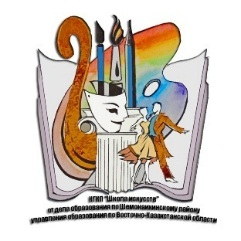 КГКП "Школа искусств"
отдела образования по Шемонаихинскому району
управления образования по Восточно-Казахстанской области